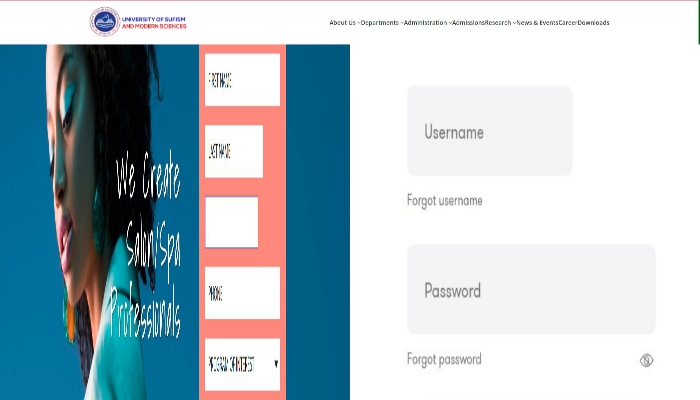 UNIVERSITY OF SUFISM
AND MODERN SCIENCES
About Us Departments Administration Admissions Research News & Events Career Downloads
We Create
Salon/Spa
Professionals
FIRST NAME
LAST NAME
PHONE
PROGRAM OF INTEREST
Username
Forgot username
Password
Forgot password